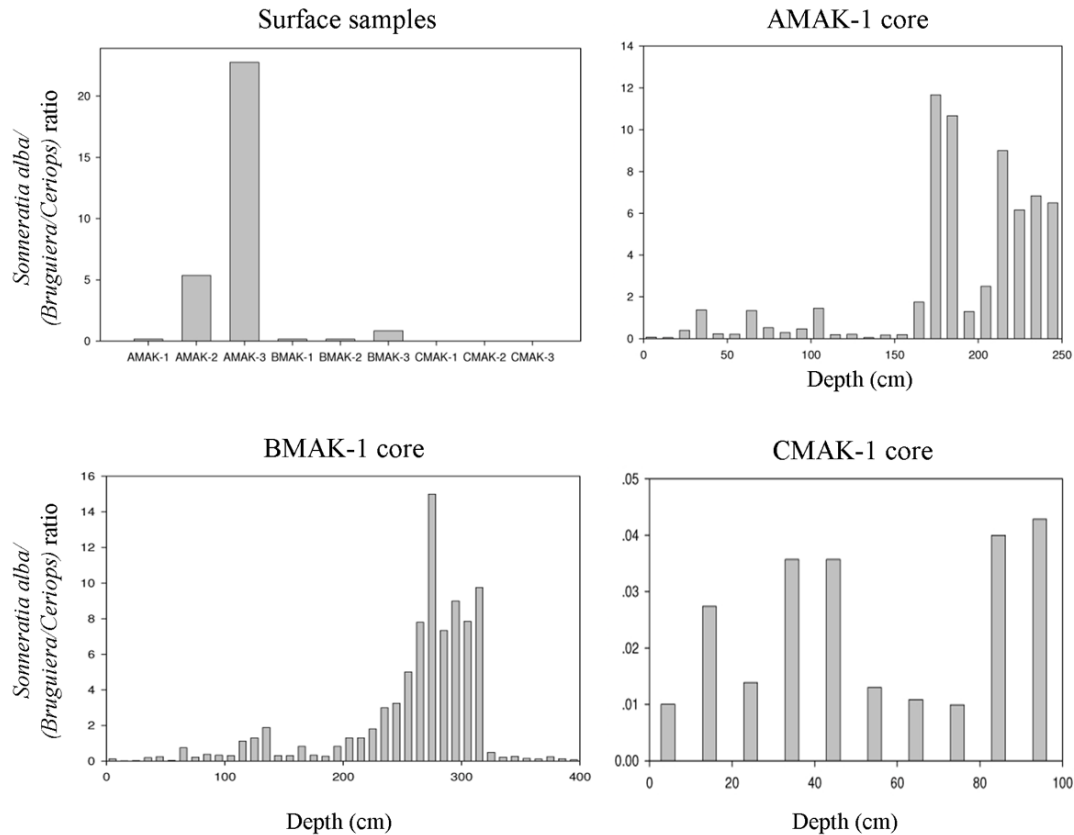 Surface samples
Sonneratia alba/
(Bruguiera/Ceriops) ratio
20
15
10
5
0
AMAK-1 AMAK-2 AMAK-3 BMAK-1 BMAK-2 BMAK-3 CMAK-1 CMAK-2 CMAK-3
AMAK-1 core
14
12
10
8
6
4
2
0
0 50 100 150 200 250
Depth (cm)
BMAK-1 core
Sonneratia alba/
(Bruguiera/Ceriops) ratio
16
14
12
10
8
6
4
2
0
0 100 200 300 400
Depth (cm)
CMAK-1 core
.05
.04
.03
.02
.01
0.00
0 20 40 60 80 100
Depth (cm)